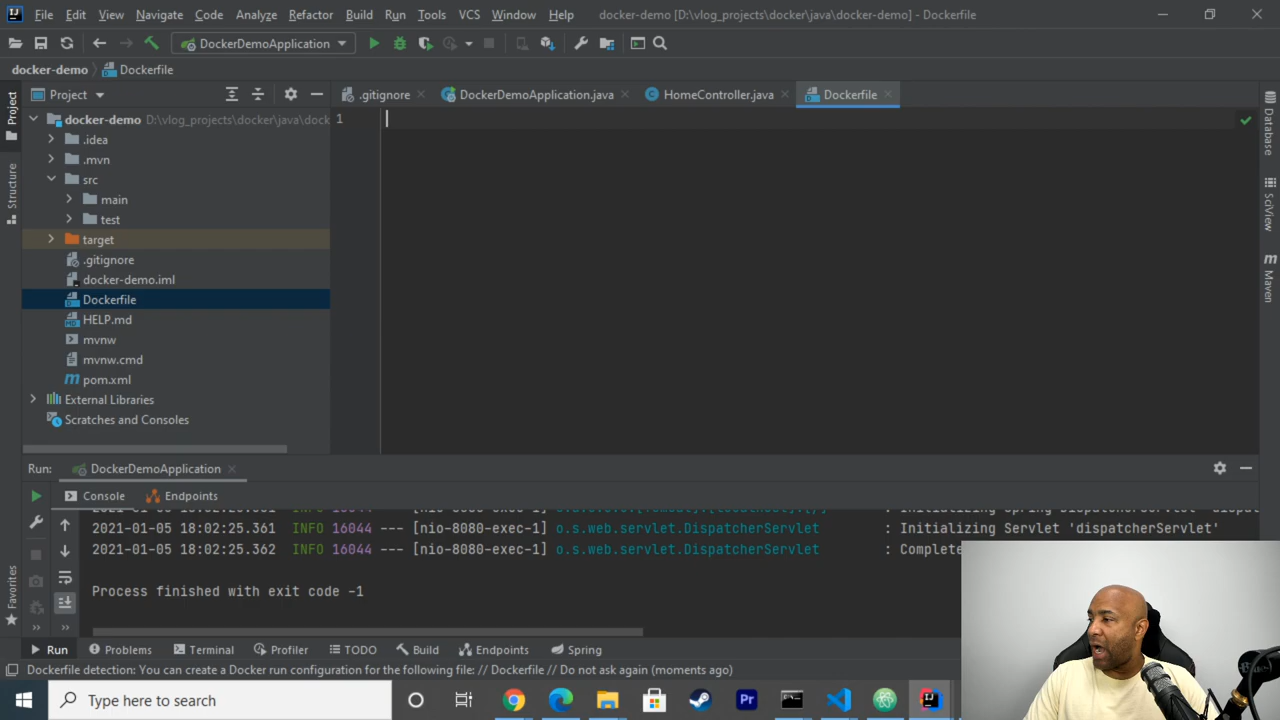 File Edit View Navigate Code Analyze Refactor Build Run Tools VCS Window Help docker-demo [D:\vlog_projects\docker\java\docker-demo] - Dockerfile
DockerDemoApplication
docker-demo Dockerfile
Project
Structure
Favorites
Project
.gitignore DockerDemoApplication.java HomeController.java Dockerfile
docker-demo D:\vlog_projects\docker\java\dock
.idea
.mvn
src
main
test
target
.gitignore
docker-demo.iml
Dockerfile
HELP.md
mvnw
mvnw.cmd
pom.xml
External Libraries
Scratches and Consoles
1
Database
SciView
Maven
Run: DockerDemoApplication
Console Endpoints
2021-01-05 18:02:25.361 INFO 16044 --- [nio-8080-exec-1] o.s.web.servlet.DispatcherServlet : Initializing Servlet 'dispatcherServlet'
2021-01-05 18:02:25.362 INFO 16044 --- [nio-8080-exec-1] o.s.web.servlet.DispatcherServlet : Complete
Process finished with exit code -1
Run Problems Terminal Profiler TODO Build Endpoints Spring
Dockerfile detection: You can create a Docker run configuration for the following file: // Dockerfile // Do not ask again (moments ago)
Type here to search